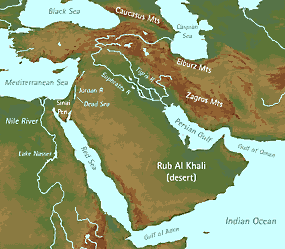 Black Sea
Caucasus Mts
Caspian
Sea
Elburz Mts
Tigris R
Euphrates R
Mediterranean Sea
Zagros Mts
Jordan R
Dead Sea
Sinai
Pen.
Nile River
Persian Gulf
Gulf of Oman
Lake Nasser
Red Sea
Rub Al Khali
(desert)
Gulf of Aden
Indian Ocean